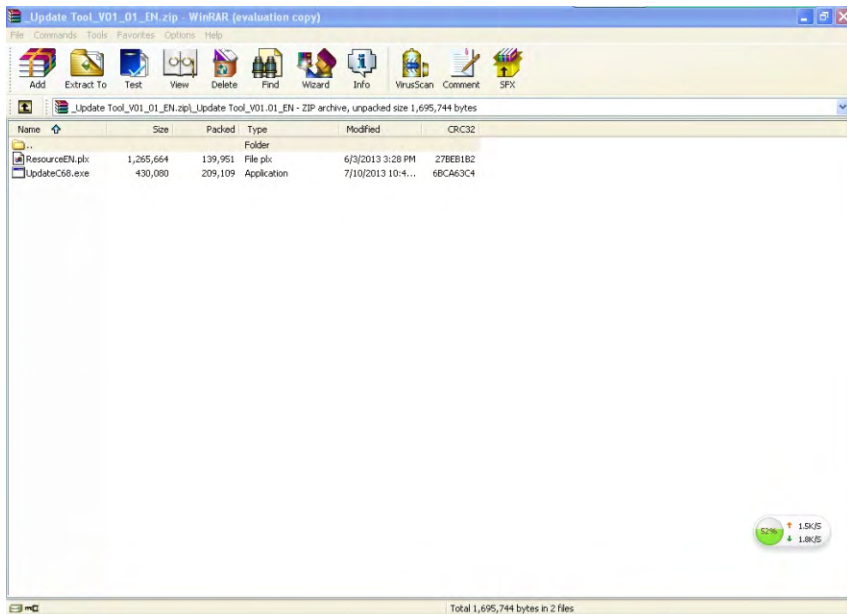 _Update Tool_V01_01_EN.zip - WinRAR (evaluation copy)
File Commands Tools Favorites Options Help
Add Extract To Test View Delete Find Wizard Info VirusScan Comment SFX
_Update Tool_V01_01_EN.zip\_Update Tool_V01.01_EN - ZIP archive, unpacked size 1,695,744 bytes
Name Size Packed Type Modified CRC32
.. Folder
ResourceEN.plx 1,265,664 139,951 File plx 6/3/2013 3:28 PM 27BEB1B2
UpdateC68.exe 430,080 209,109 Application 7/10/2013 10:4... 6BCA63C4
52% 1.5K/S
1.8K/S
Total 1,695,744 bytes in 2 files